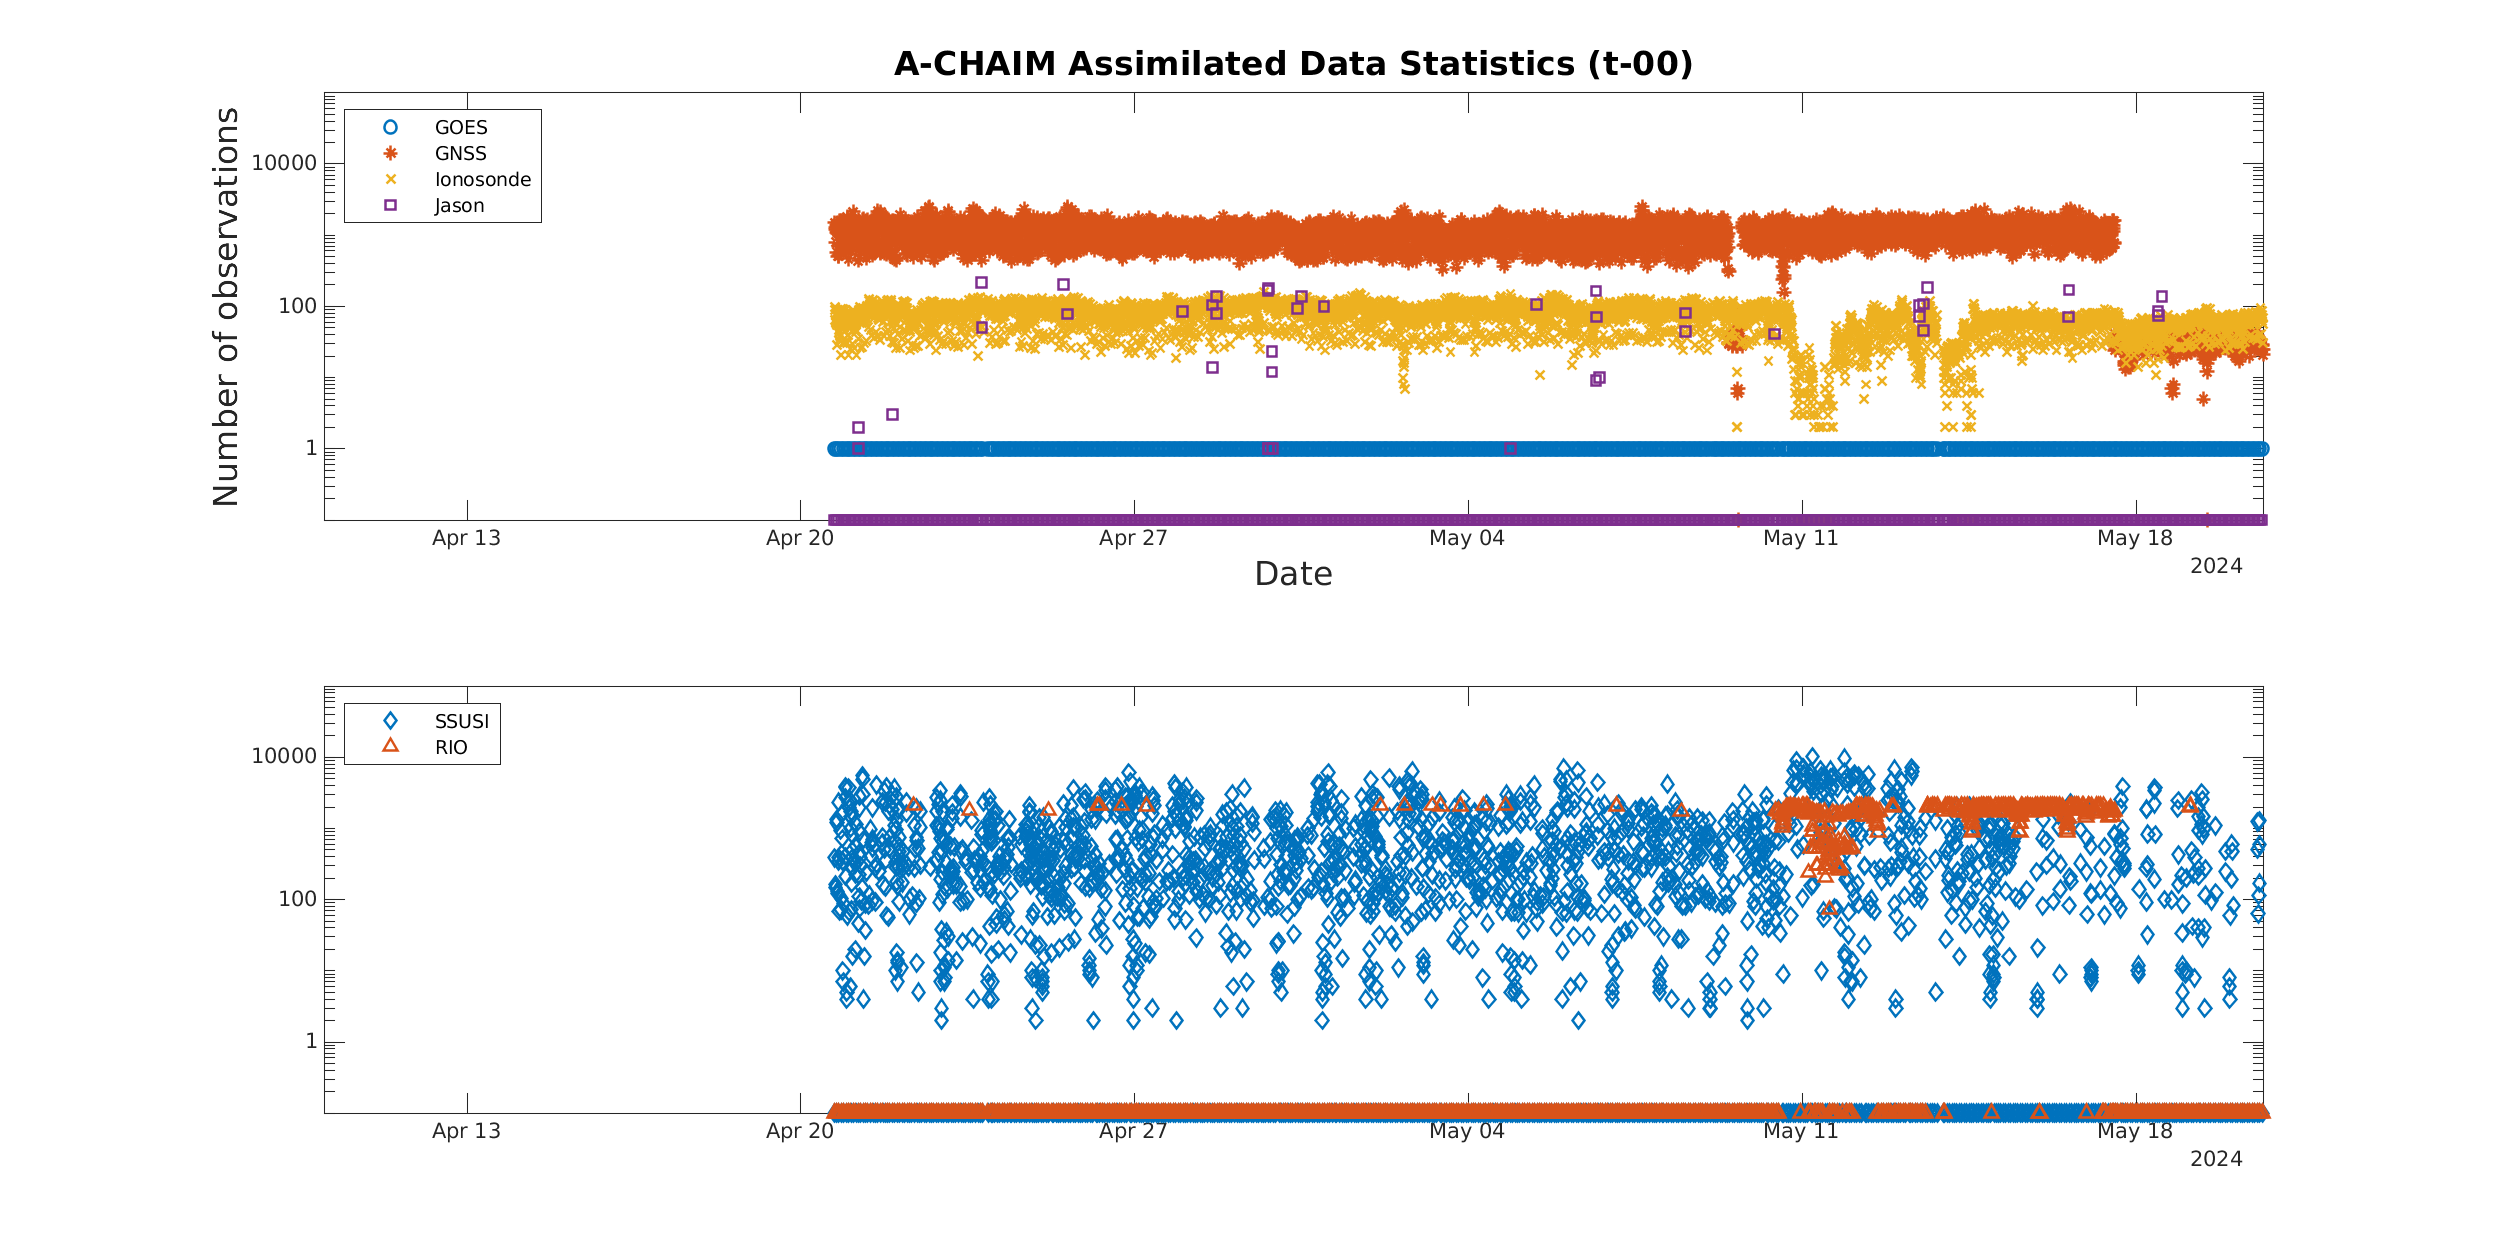 A-CHAIM Assimilated Data Statistics (t-00)
GOES
GNSS
Ionosonde
Jason
10000
100
1
Number of observations
Apr 13
Apr 20
Apr 27
May 04
May 11
May 18
2024
Date
SSUSI
RIO
10000
100
1
Apr 13
Apr 20
Apr 27
May 04
May 11
May 18
2024